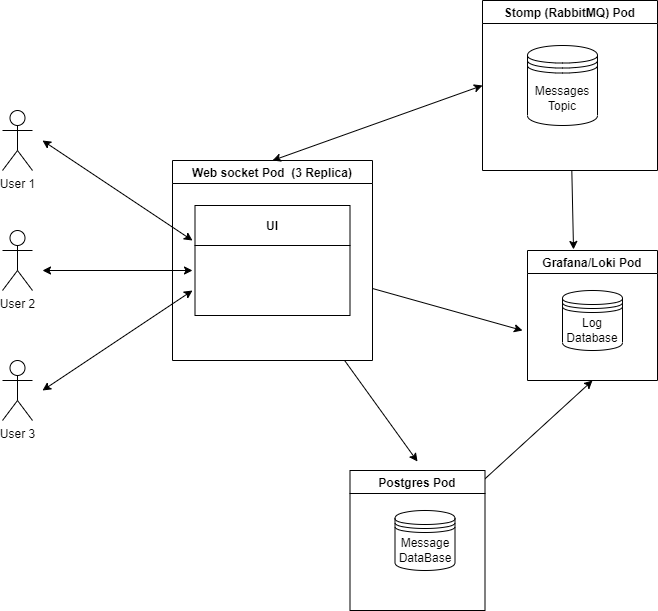 Stomp (RabbitMQ) Pod
Messages
Topic
User 1
Web socket Pod (3 Replica)
UI
User 2
Grafana/Loki Pod
Log
Database
User 3
Postgres Pod
Message
DataBase